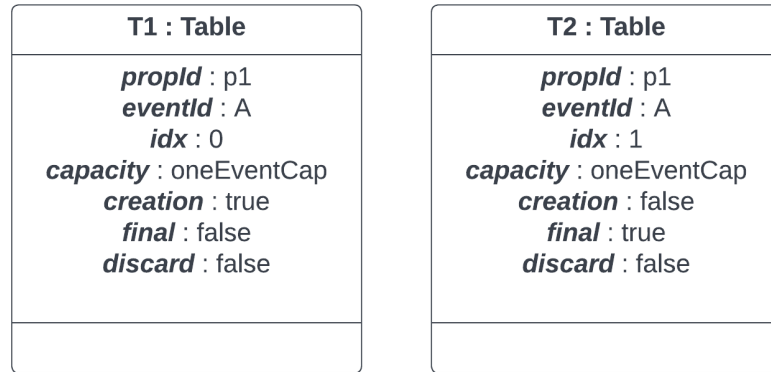 T1 : Table
propId : p1
eventId : A
idx : 0
capacity : oneEventCap
creation : true
final : false
discard : false
T2 : Table
propId : p1
eventId : A
idx : 1
capacity : oneEventCap
creation : false
final : true
discard : false